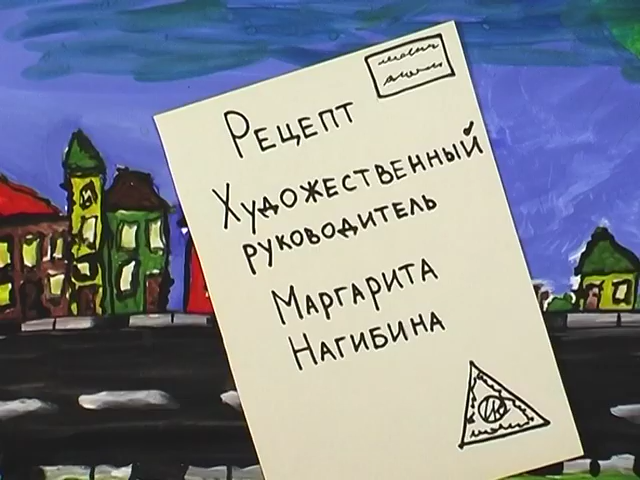 Рецепт
Художественный
руководитель
Маргарита
Нагибина